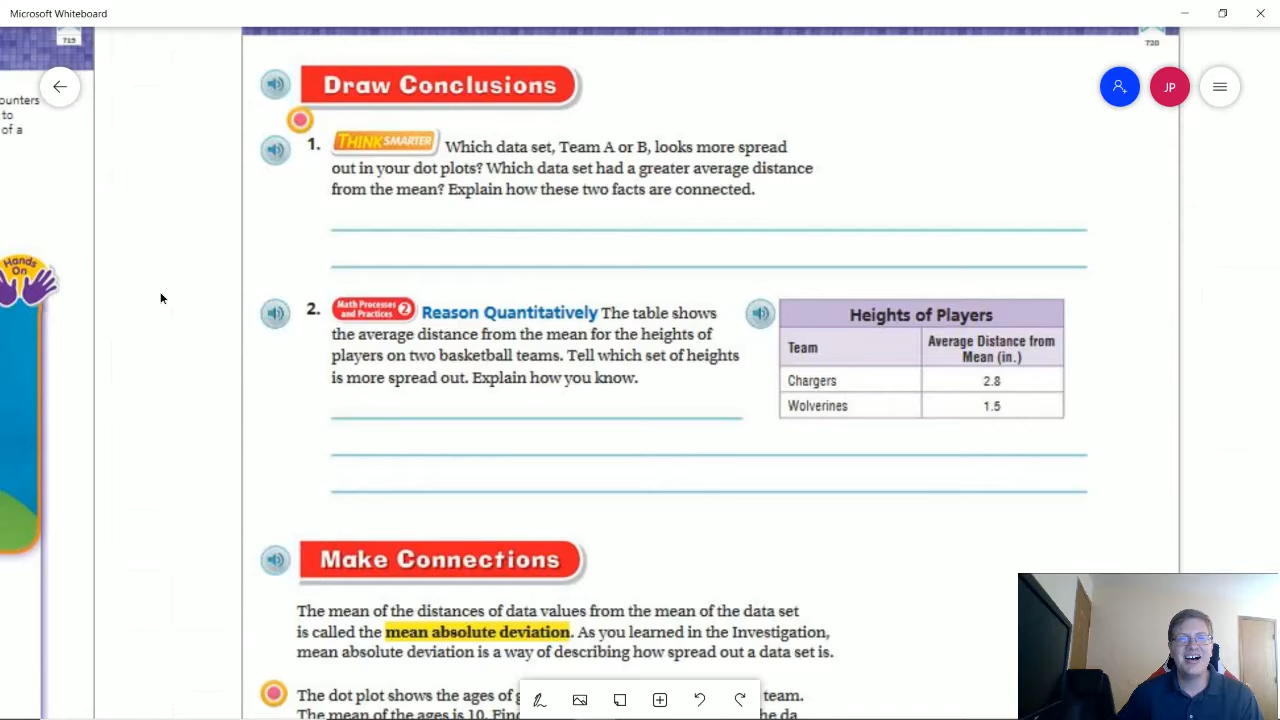 Microsoft Whiteboard
719
720
ounters
to
of a
JP
Draw Conclusions
1. THINK SMARTER Which data set, Team A or B, looks more spread
out in your dot plots? Which data set had a greater average distance
from the mean? Explain how these two facts are connected.
Hands
On
2. Math Processes and Practices 2 Reason Quantitatively The table shows
the average distance from the mean for the heights of
players on two basketball teams. Tell which set of heights
is more spread out. Explain how you know.
Heights of Players
Team Average Distance from Mean (in.)
Chargers 2.8
Wolverines 1.5
Make Connections
The mean of the distances of data values from the mean of the data set
is called the mean absolute deviation. As you learned in the Investigation,
mean absolute deviation is a way of describing how spread out a data set is.
The dot plot shows the ages of team.
The mean of the ages is 10.